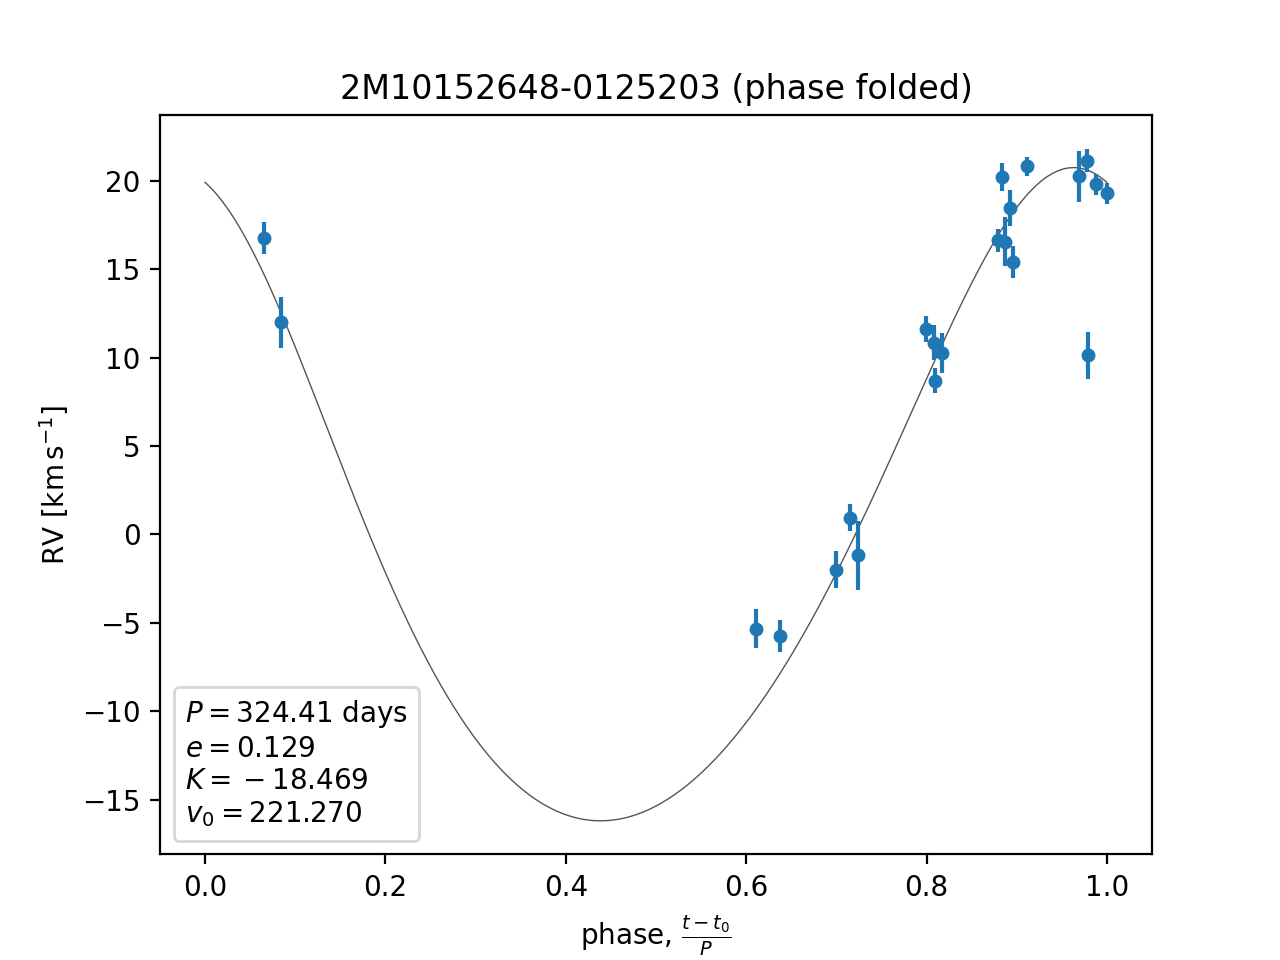 2M10152648-0125203 (phase folded)
RV [km s⁻¹]
20
15
10
5
0
−5
−10
−15
P = 324.41 days
e = 0.129
K = −18.469
v₀ = 221.270
0.0 0.2 0.4 0.6 0.8 1.0
phase, (t − t₀)/P